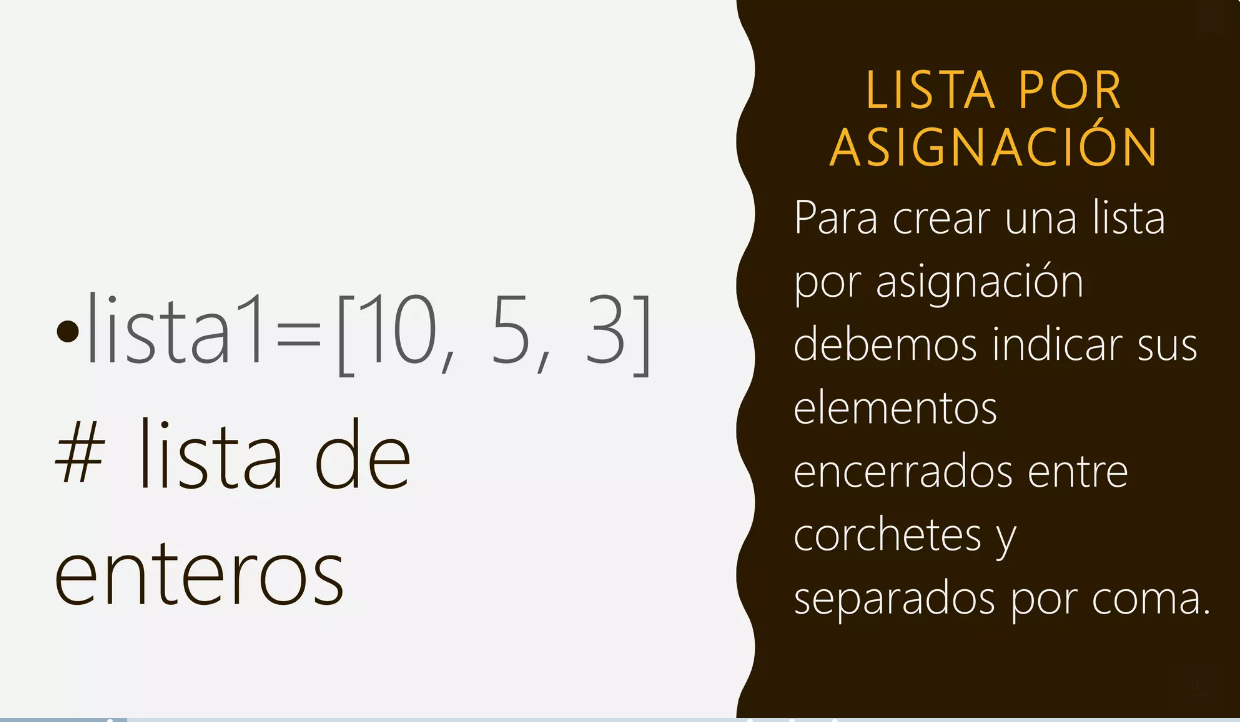 •lista1=[10, 5, 3]
# lista de
enteros
LISTA POR
ASIGNACIÓN
Para crear una lista
por asignación
debemos indicar sus
elementos
encerrados entre
corchetes y
separados por coma.